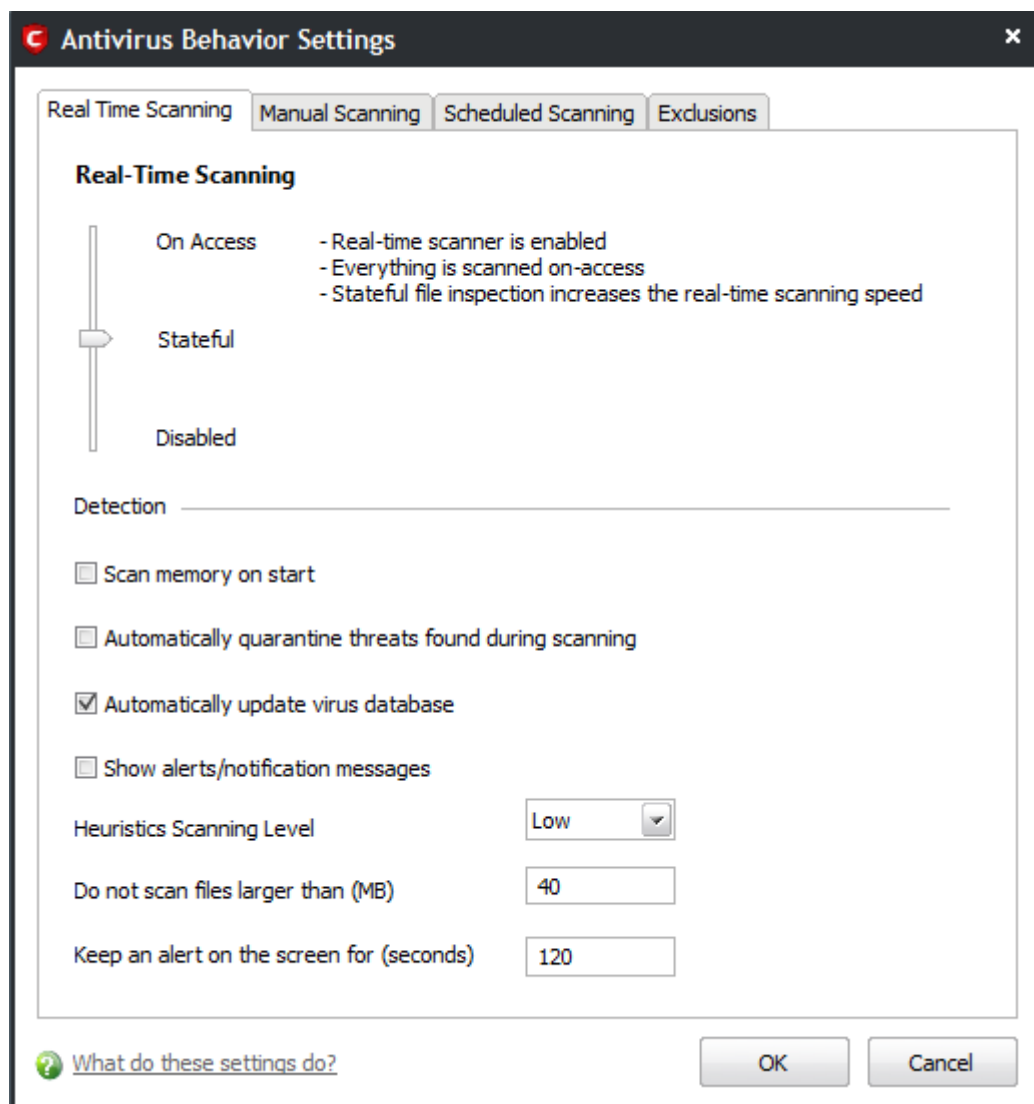 Antivirus Behavior Settings
Real Time Scanning Manual Scanning Scheduled Scanning Exclusions
Real-Time Scanning
On Access
- Real-time scanner is enabled
- Everything is scanned on-access
- Stateful file inspection increases the real-time scanning speed
Stateful
Disabled
Detection
Scan memory on start
Automatically quarantine threats found during scanning
Automatically update virus database
Show alerts/notification messages
Heuristics Scanning Level Low
Do not scan files larger than (MB) 40
Keep an alert on the screen for (seconds) 120
What do these settings do? OK Cancel